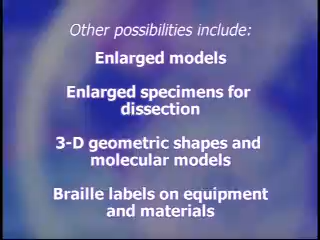 Other possibilities include:
Enlarged models
Enlarged specimens for
dissection
3-D geometric shapes and
molecular models
Braille labels on equipment
and materials